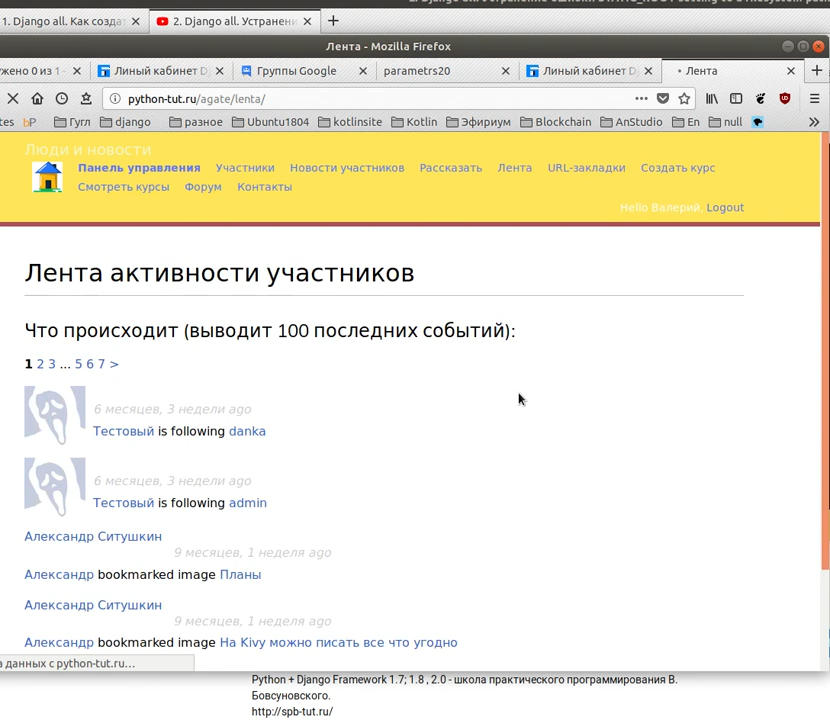 1. Django all. Как создат
2. Django all. Устранени
Лента - Mozilla Firefox
ужено 0 из 1 -
Линый кабинет D
Группы Google
parametrs20
Линый кабинет D
Лента
python-tut.ru/agate/lenta/
tes
bP
Гугл
django
разное
Ubuntu1804
kotlinsite
Kotlin
Эфириум
Blockchain
AnStudio
En
null
Люди и новости
Панель управления Участники Новости участников Рассказать Лента URL-закладки Создать курс
Смотреть курсы Форум Контакты
Hello Валерий, Logout
Лента активности участников
Что происходит (выводит 100 последних событий):
1 2 3 ... 5 6 7 >
6 месяцев, 3 недели ago
Тестовый is following danka
6 месяцев, 3 недели ago
Тестовый is following admin
Александр Ситушкин
9 месяцев, 1 неделя ago
Александр bookmarked image Планы
Александр Ситушкин
9 месяцев, 1 неделя ago
Александр bookmarked image На Kivy можно писать все что угодно
а данных с python-tut.ru...
Python + Django Framework 1.7; 1.8 , 2.0 - школа практического программирования В.
Бовсуновского.
http://spb-tut.ru/